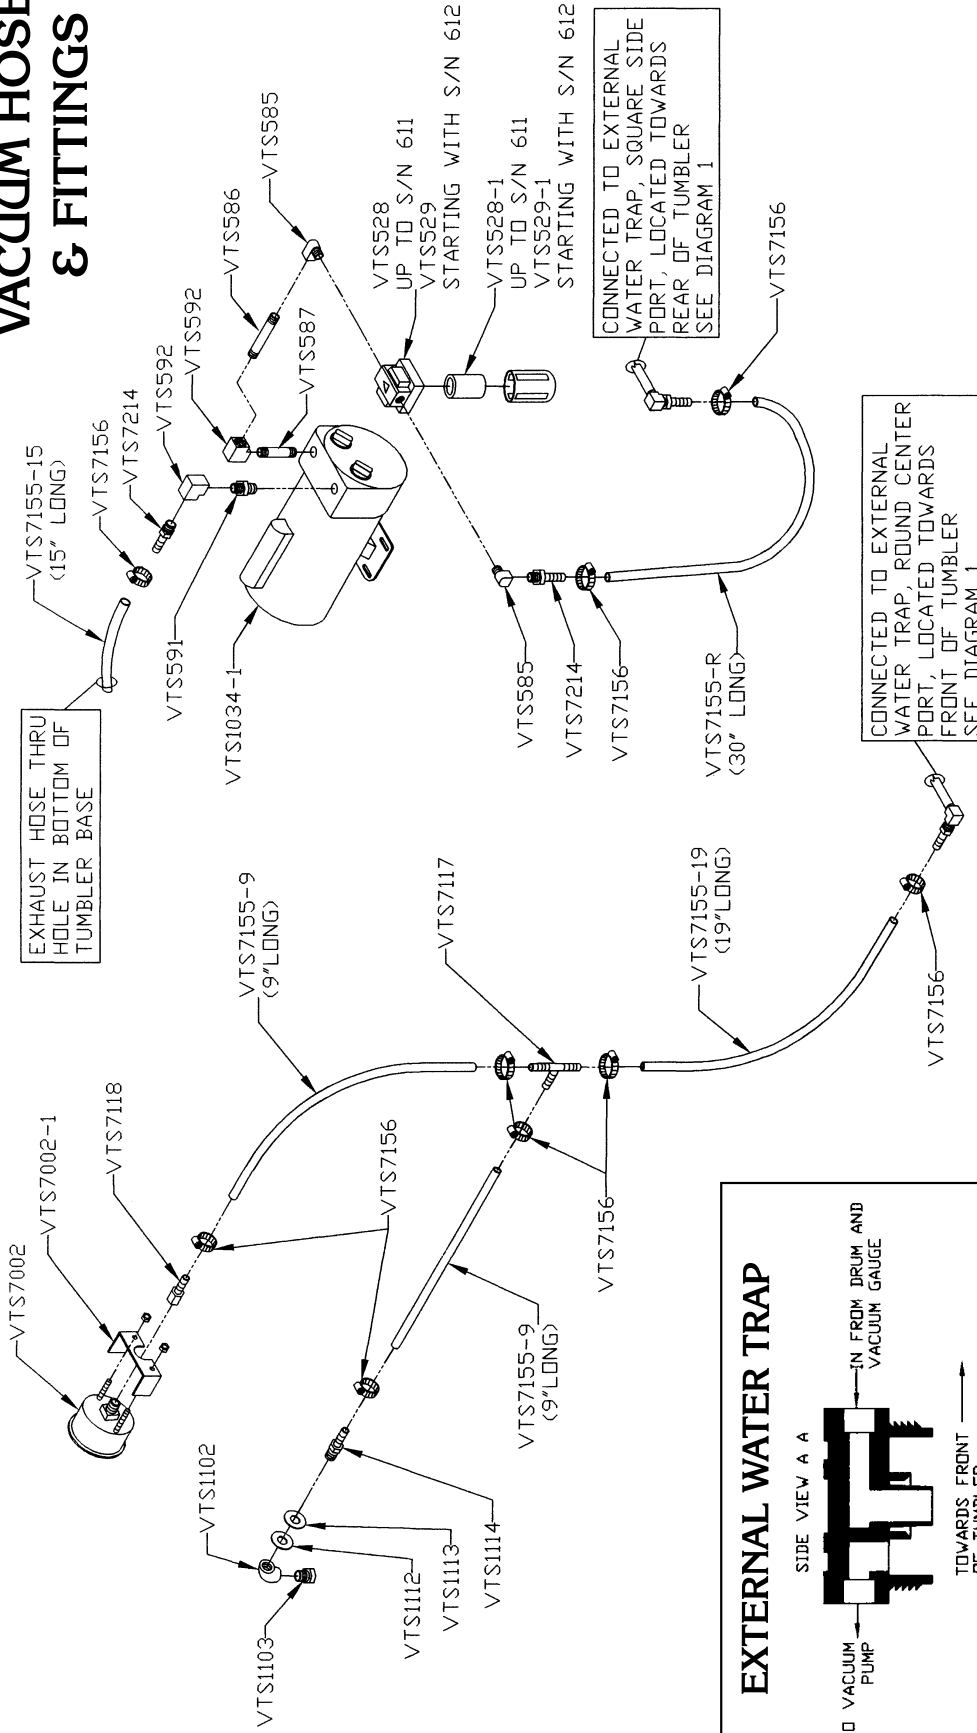 VACUUM HOSE
& FITTINGS
EXHAUST HOSE THRU
HOLE IN BOTTOM OF
TUMBLER BASE
VTS7155-15
(15" LONG)
VTS7156
VTS7214
VTS592
VTS592
VTS586
VTS585
VTS591
VTS1034-1
VTS587
VTS528
UP TO S/N 611
VTS529
STARTING WITH S/N 612
VTS528-1
UP TO S/N 611
VTS529-1
STARTING WITH S/N 612
CONNECTED TO EXTERNAL
WATER TRAP, SQUARE SIDE
PORT, LOCATED TOWARDS
REAR OF TUMBLER
SEE DIAGRAM 1
VTS7156
VTS585
VTS7214
VTS7156
VTS7155-R
(30" LONG)
CONNECTED TO EXTERNAL
WATER TRAP, ROUND CENTER
PORT, LOCATED TOWARDS
FRONT OF TUMBLER
SEE DIAGRAM 1
VTS7002
VTS7002-1
VTS7118
VTS7155-9
(9"LONG)
VTS7117
VTS7155-19
(19"LONG)
VTS7156
VTS7156
VTS7156
VTS7155-9
(9"LONG)
VTS1102
VTS1103
VTS1112
VTS1113
VTS1114
EXTERNAL WATER TRAP
SIDE VIEW A A
IN FROM DRUM AND
VACUUM GAUGE
O VACUUM
PUMP
TOWARDS FRONT
OF TUMBLER